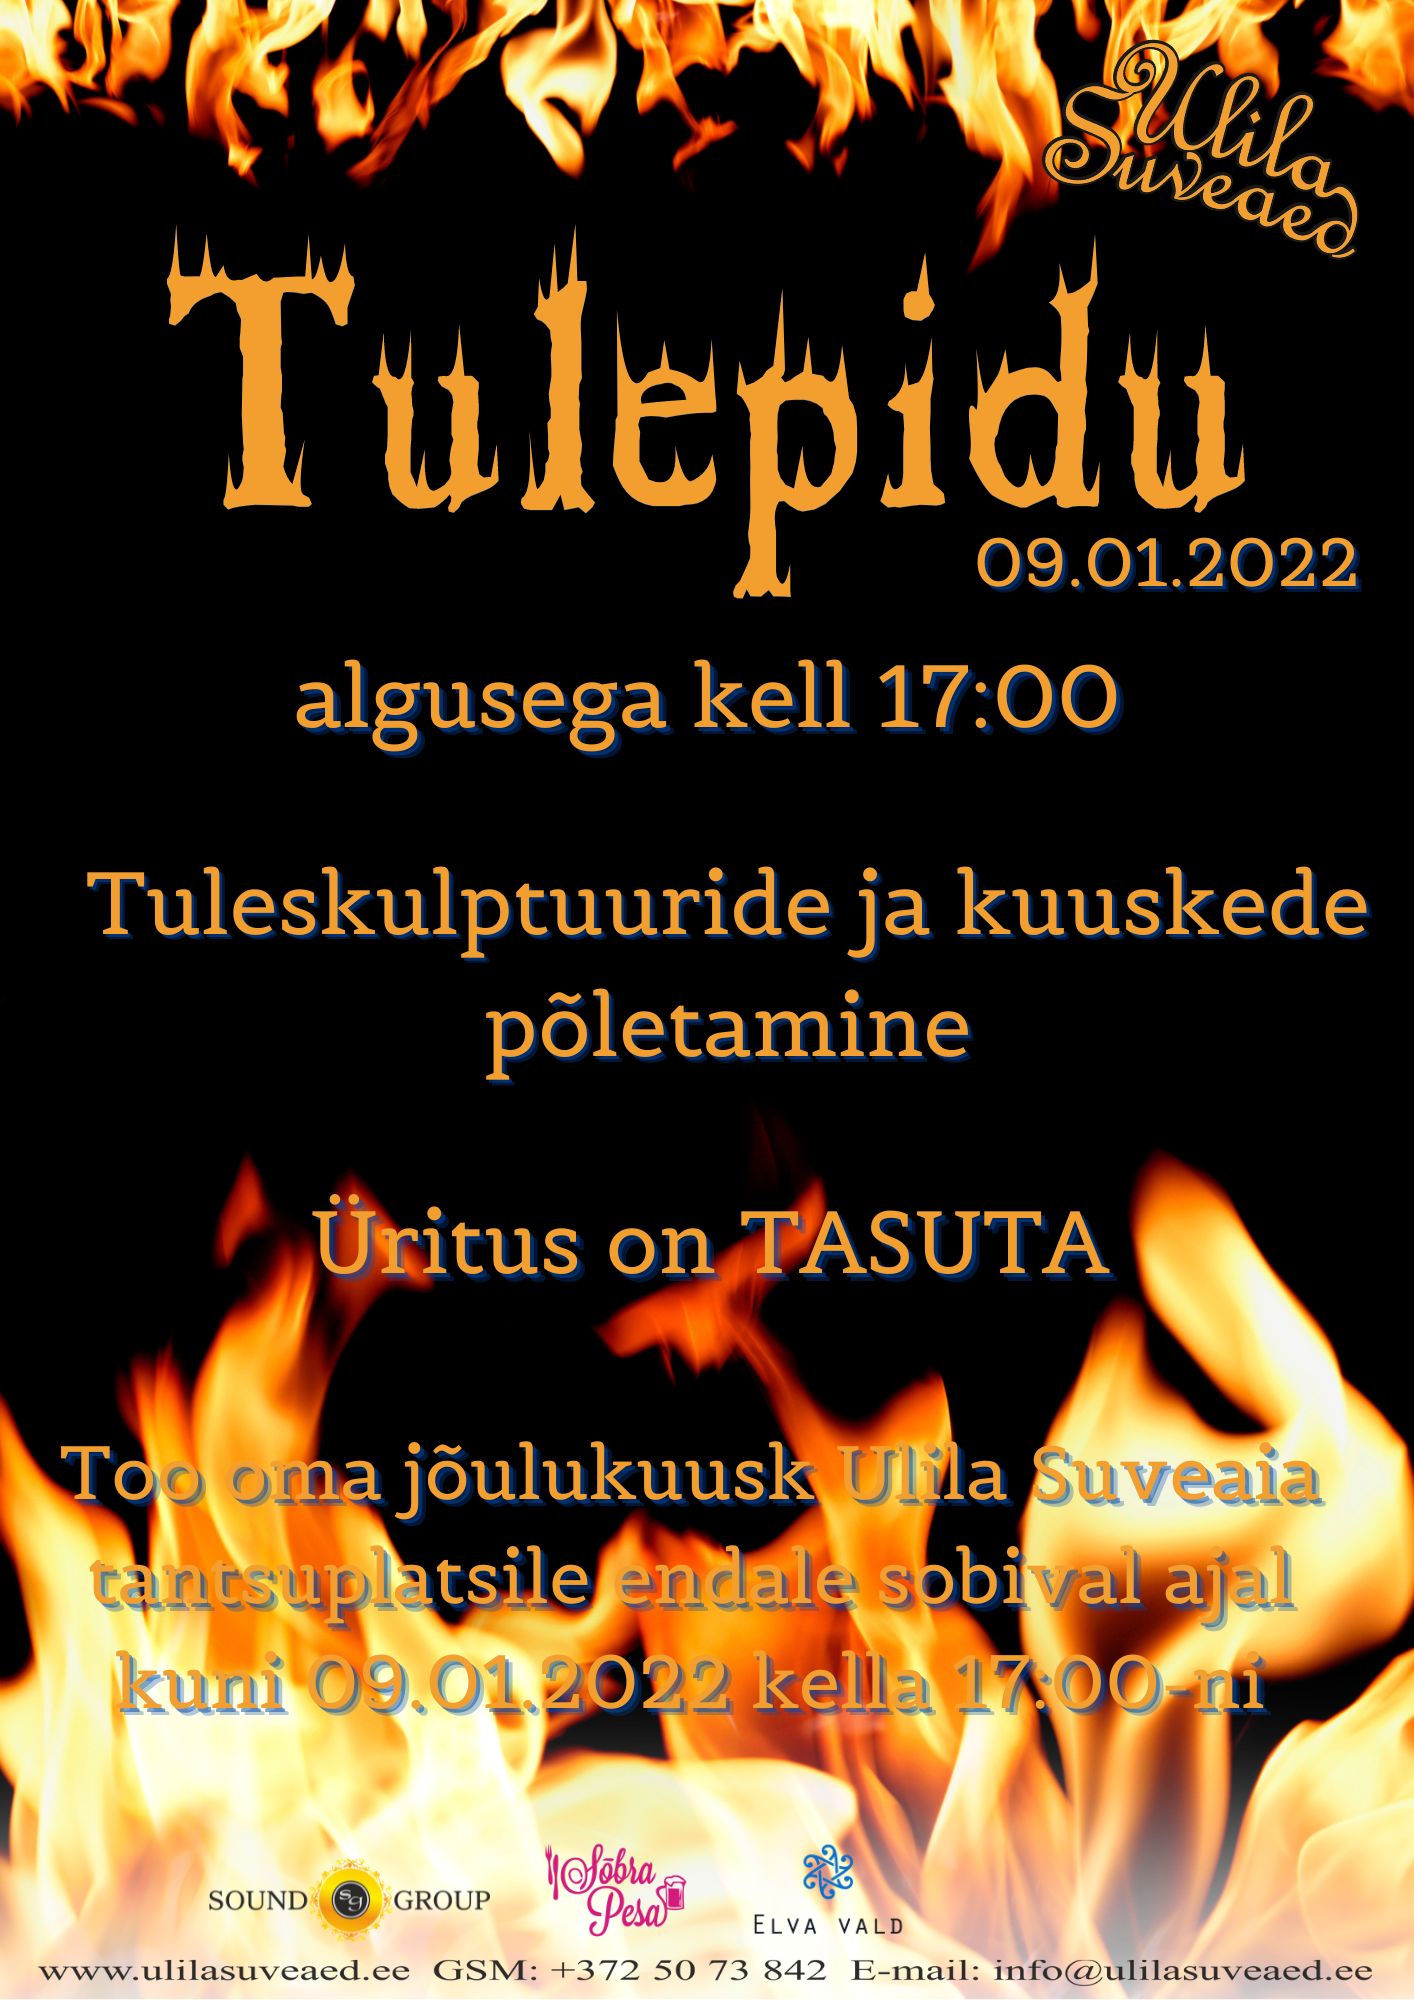 Ulila
Suveaed
Tulepidu
09.01.2022
algusega kell 17:00
Tuleskulptuuride ja kuuskede
põletamine
Üritus on TASUTA
Too oma jõulukuusk Ulila Suveaia
tantsuplatsile endale sobival ajal
kuni 09.01.2022 kella 17:00-ni
SOUND SG GROUP
Sõbra
Pesa
ELVA VALD
www.ulilasuveaed.ee GSM: +372 50 73 842 E-mail: info@ulilasuveaed.ee